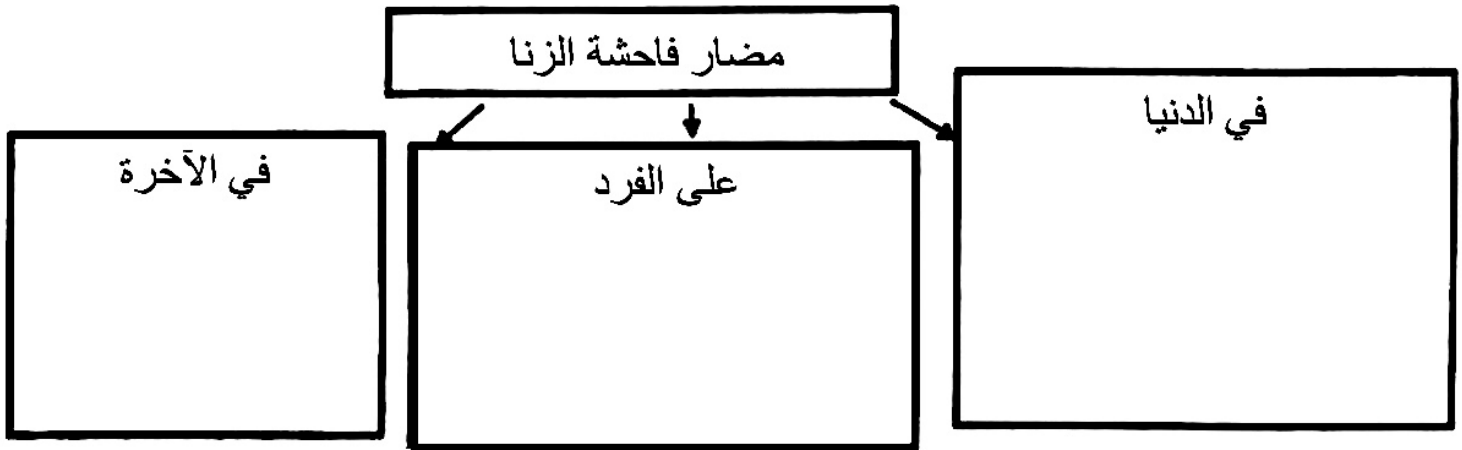 مضار فاحشة الزنا
في الدنيا
على الفرد
في الآخرة